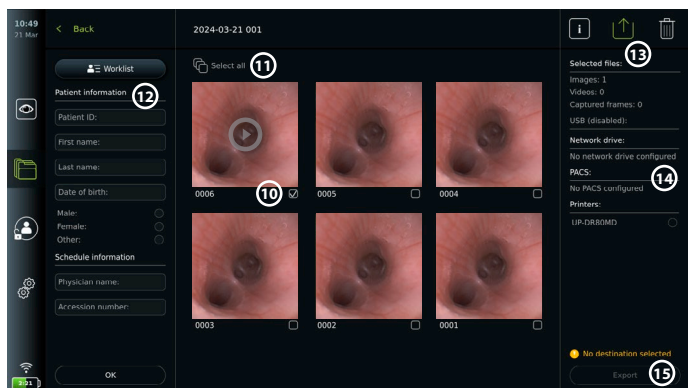 10:49
21 MAR
2:21
Back
Worklist
Patient information
12
Patient ID:
First name:
Last name:
Date of birth:
Male:
Female:
Other:
Schedule information
Physician name:
Accession number:
OK
2024-03-21 001
Select all
11
0006
10
0005
0004
0003
0002
0001
i
13
Selected files:
Images: 1
Videos: 0
Captured frames: 0
USB (disabled):
Network drive:
No network drive configured
PACS:
14
No PACS configured
Printers:
UP-DR80MD
No destination selected
Export
15